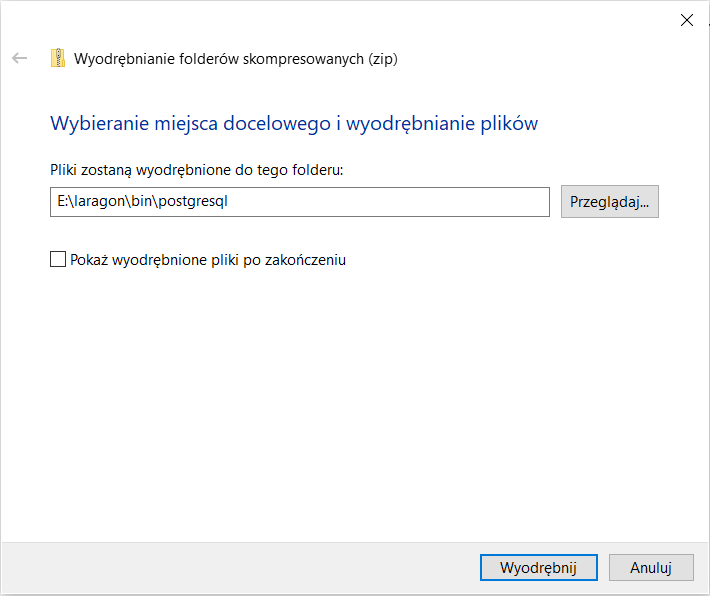 Wyodrębnianie folderów skompresowanych (zip)
Wybieranie miejsca docelowego i wyodrębnianie plików
Pliki zostaną wyodrębnione do tego folderu:
E:\laragon\bin\postgresql
Przeglądaj...
Pokaż wyodrębnione pliki po zakończeniu
Wyodrębnij
Anuluj